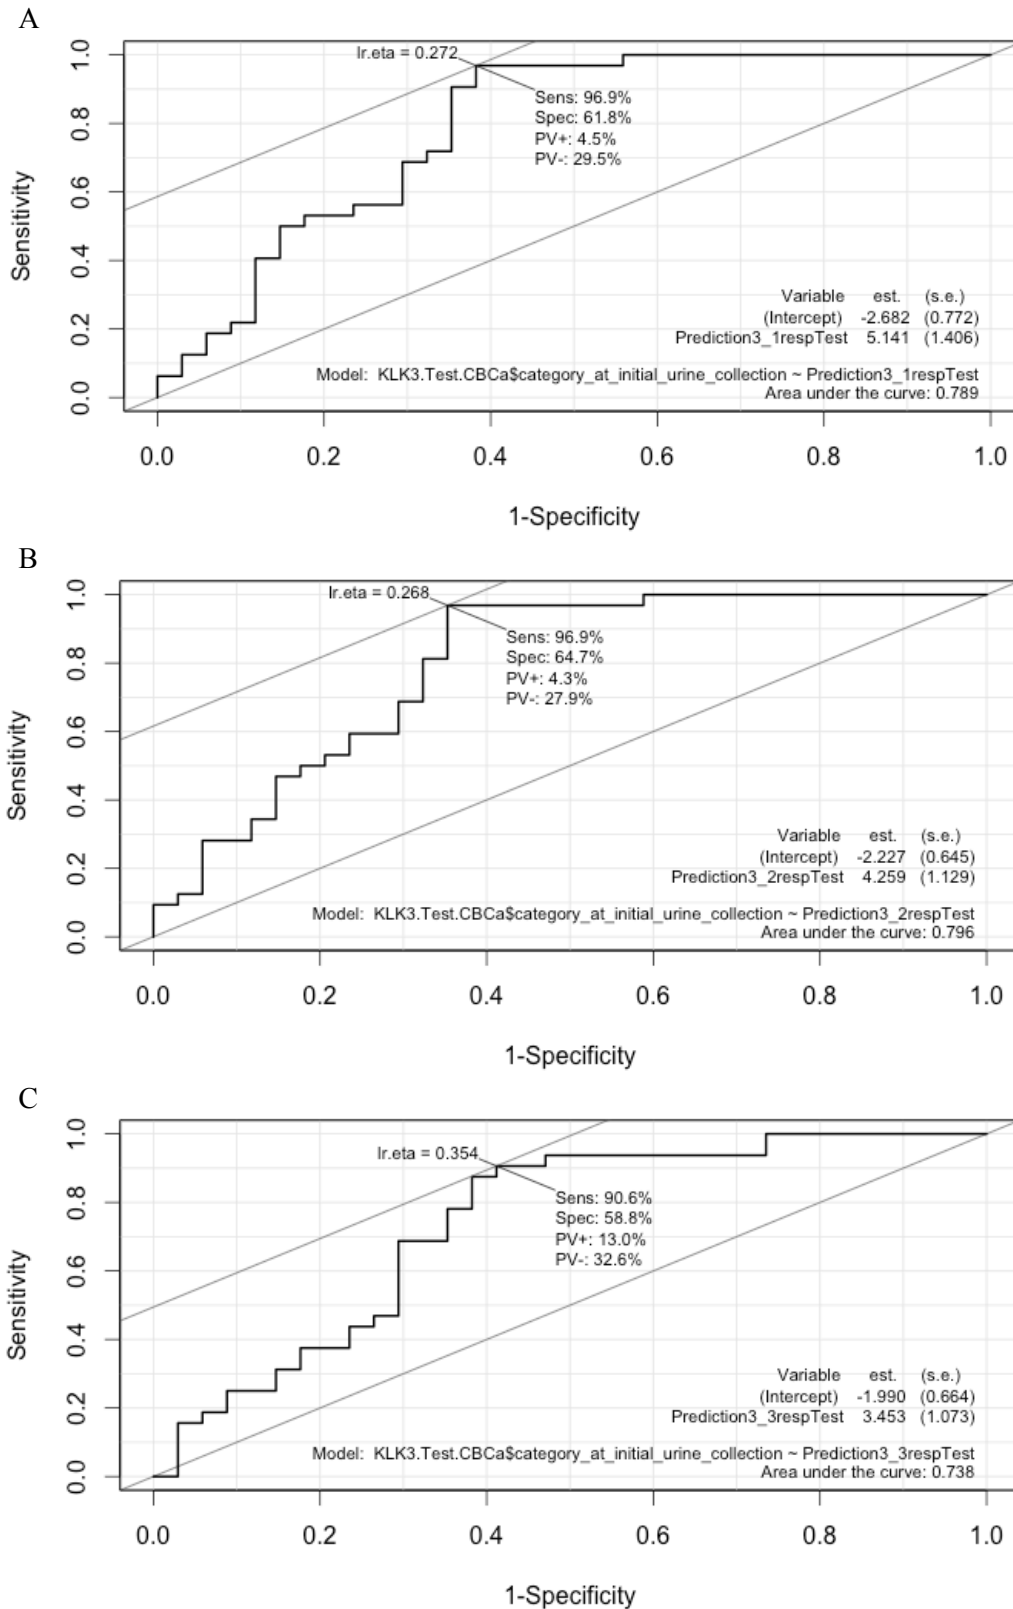 A
lr.eta = 0.272
Sens: 96.9%
Spec: 61.8%
PV+: 4.5%
PV-: 29.5%
Variable est. (s.e.)
(Intercept) -2.682 (0.772)
Prediction3_1respTest 5.141 (1.406)
Model: KLK3.Test.CBCa$category_at_initial_urine_collection ~ Prediction3_1respTest
Area under the curve: 0.789
Sensitivity
0.0 0.2 0.4 0.6 0.8 1.0
0.0 0.2 0.4 0.6 0.8 1.0
1-Specificity
B
lr.eta = 0.268
Sens: 96.9%
Spec: 64.7%
PV+: 4.3%
PV-: 27.9%
Variable est. (s.e.)
(Intercept) -2.227 (0.645)
Prediction3_2respTest 4.259 (1.129)
Model: KLK3.Test.CBCa$category_at_initial_urine_collection ~ Prediction3_2respTest
Area under the curve: 0.796
Sensitivity
0.0 0.2 0.4 0.6 0.8 1.0
0.0 0.2 0.4 0.6 0.8 1.0
1-Specificity
C
lr.eta = 0.354
Sens: 90.6%
Spec: 58.8%
PV+: 13.0%
PV-: 32.6%
Variable est. (s.e.)
(Intercept) -1.990 (0.664)
Prediction3_3respTest 3.453 (1.073)
Model: KLK3.Test.CBCa$category_at_initial_urine_collection ~ Prediction3_3respTest
Area under the curve: 0.738
Sensitivity
0.0 0.2 0.4 0.6 0.8 1.0
0.0 0.2 0.4 0.6 0.8 1.0
1-Specificity